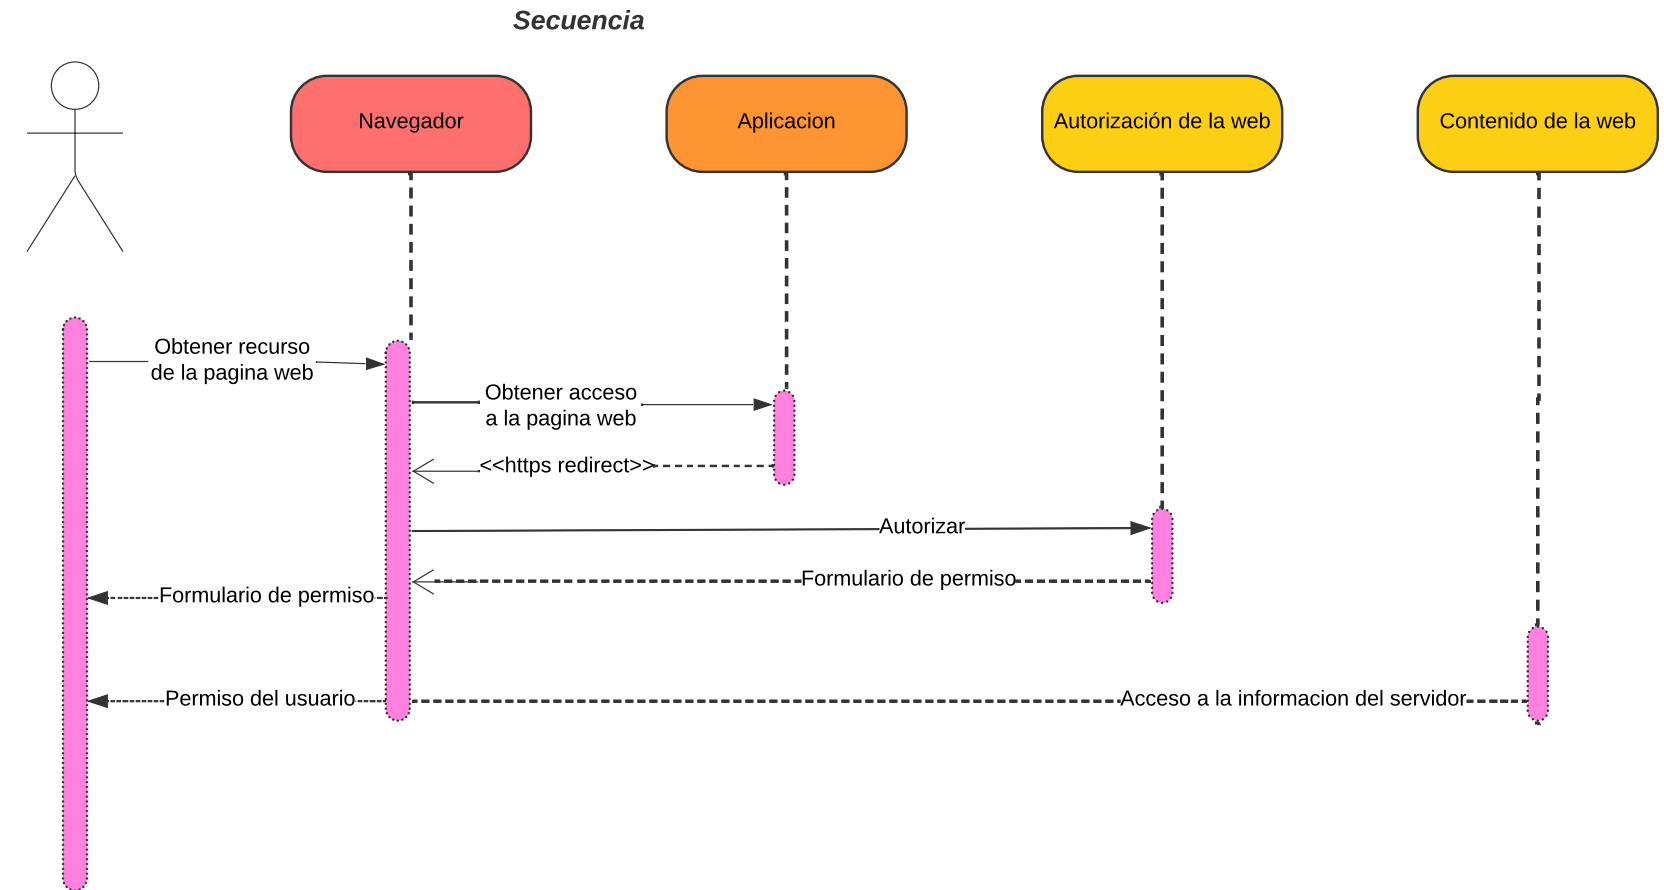 Secuencia
Navegador
Aplicacion
Autorización de la web
Contenido de la web
Obtener recurso
de la pagina web
Obtener acceso
a la pagina web
<<https redirect>>
Autorizar
Formulario de permiso
Formulario de permiso
Permiso del usuario
Acceso a la informacion del servidor